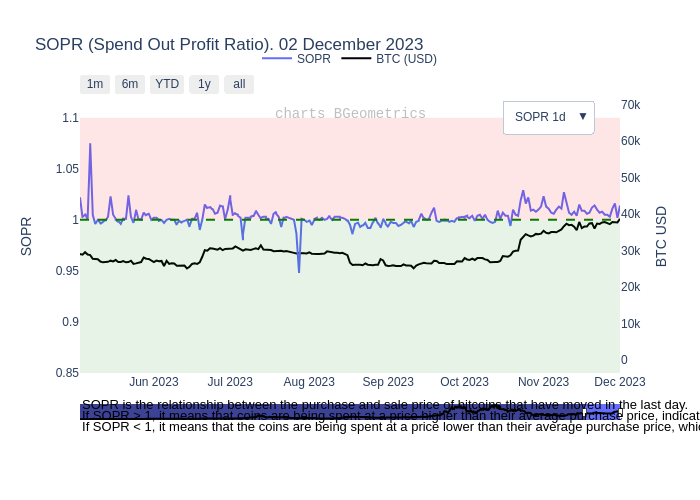 SOPR (Spend Out Profit Ratio). 02 December 2023
SOPR BTC (USD)
1m 6m YTD 1y all
charts BGeometrics
SOPR 1d ▼
1.1
1.05
1
0.95
0.9
0.85
SOPR
70k
60k
50k
40k
30k
20k
10k
0
BTC USD
Jun 2023 Jul 2023 Aug 2023 Sep 2023 Oct 2023 Nov 2023 Dec 2023
SOPR is the relationship between the purchase and sale price of bitcoins that have moved in the last day.
If SOPR > 1, it means that coins are being spent at a price higher than their average purchase price, indicat
If SOPR < 1, it means that the coins are being spent at a price lower than their average purchase price, whi